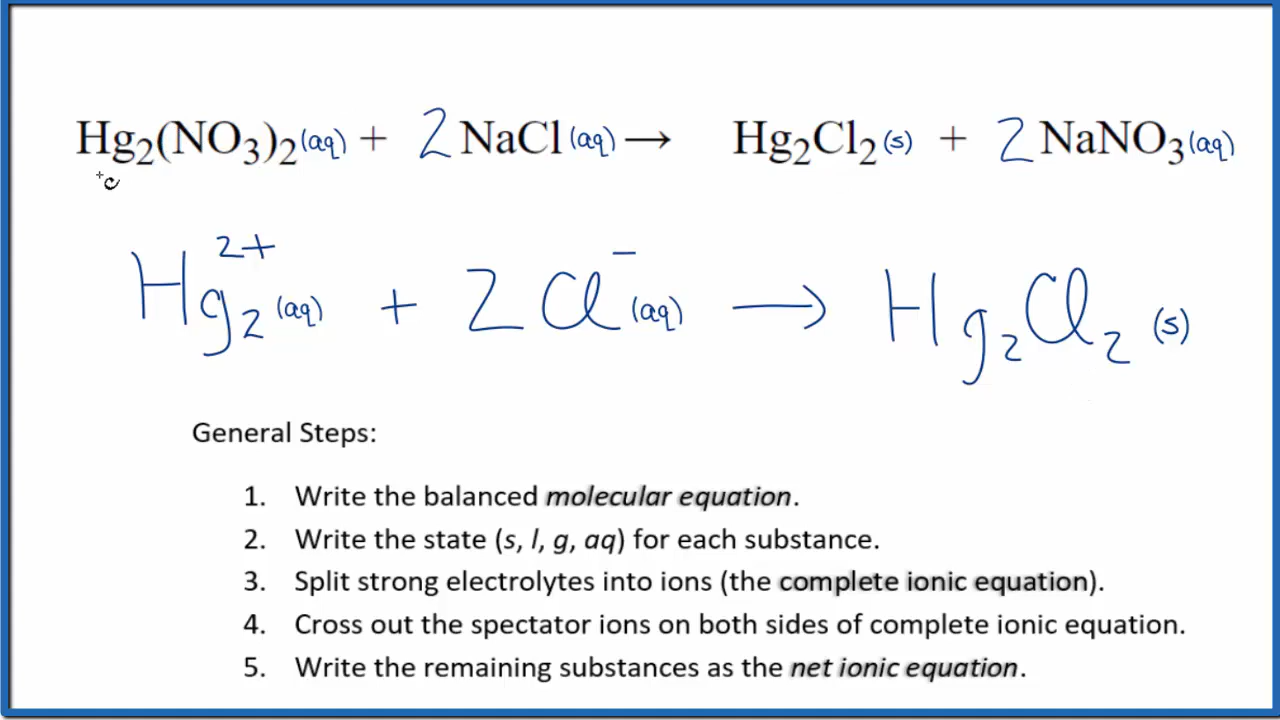 Hg₂(NO₃)₂(aq) + 2 NaCl(aq) → Hg₂Cl₂(s) + 2 NaNO₃(aq)
Hg₂²⁺(aq) + 2 Cl⁻(aq) → Hg₂Cl₂(s)
General Steps:
1. Write the balanced molecular equation.
2. Write the state (s, l, g, aq) for each substance.
3. Split strong electrolytes into ions (the complete ionic equation).
4. Cross out the spectator ions on both sides of complete ionic equation.
5. Write the remaining substances as the net ionic equation.